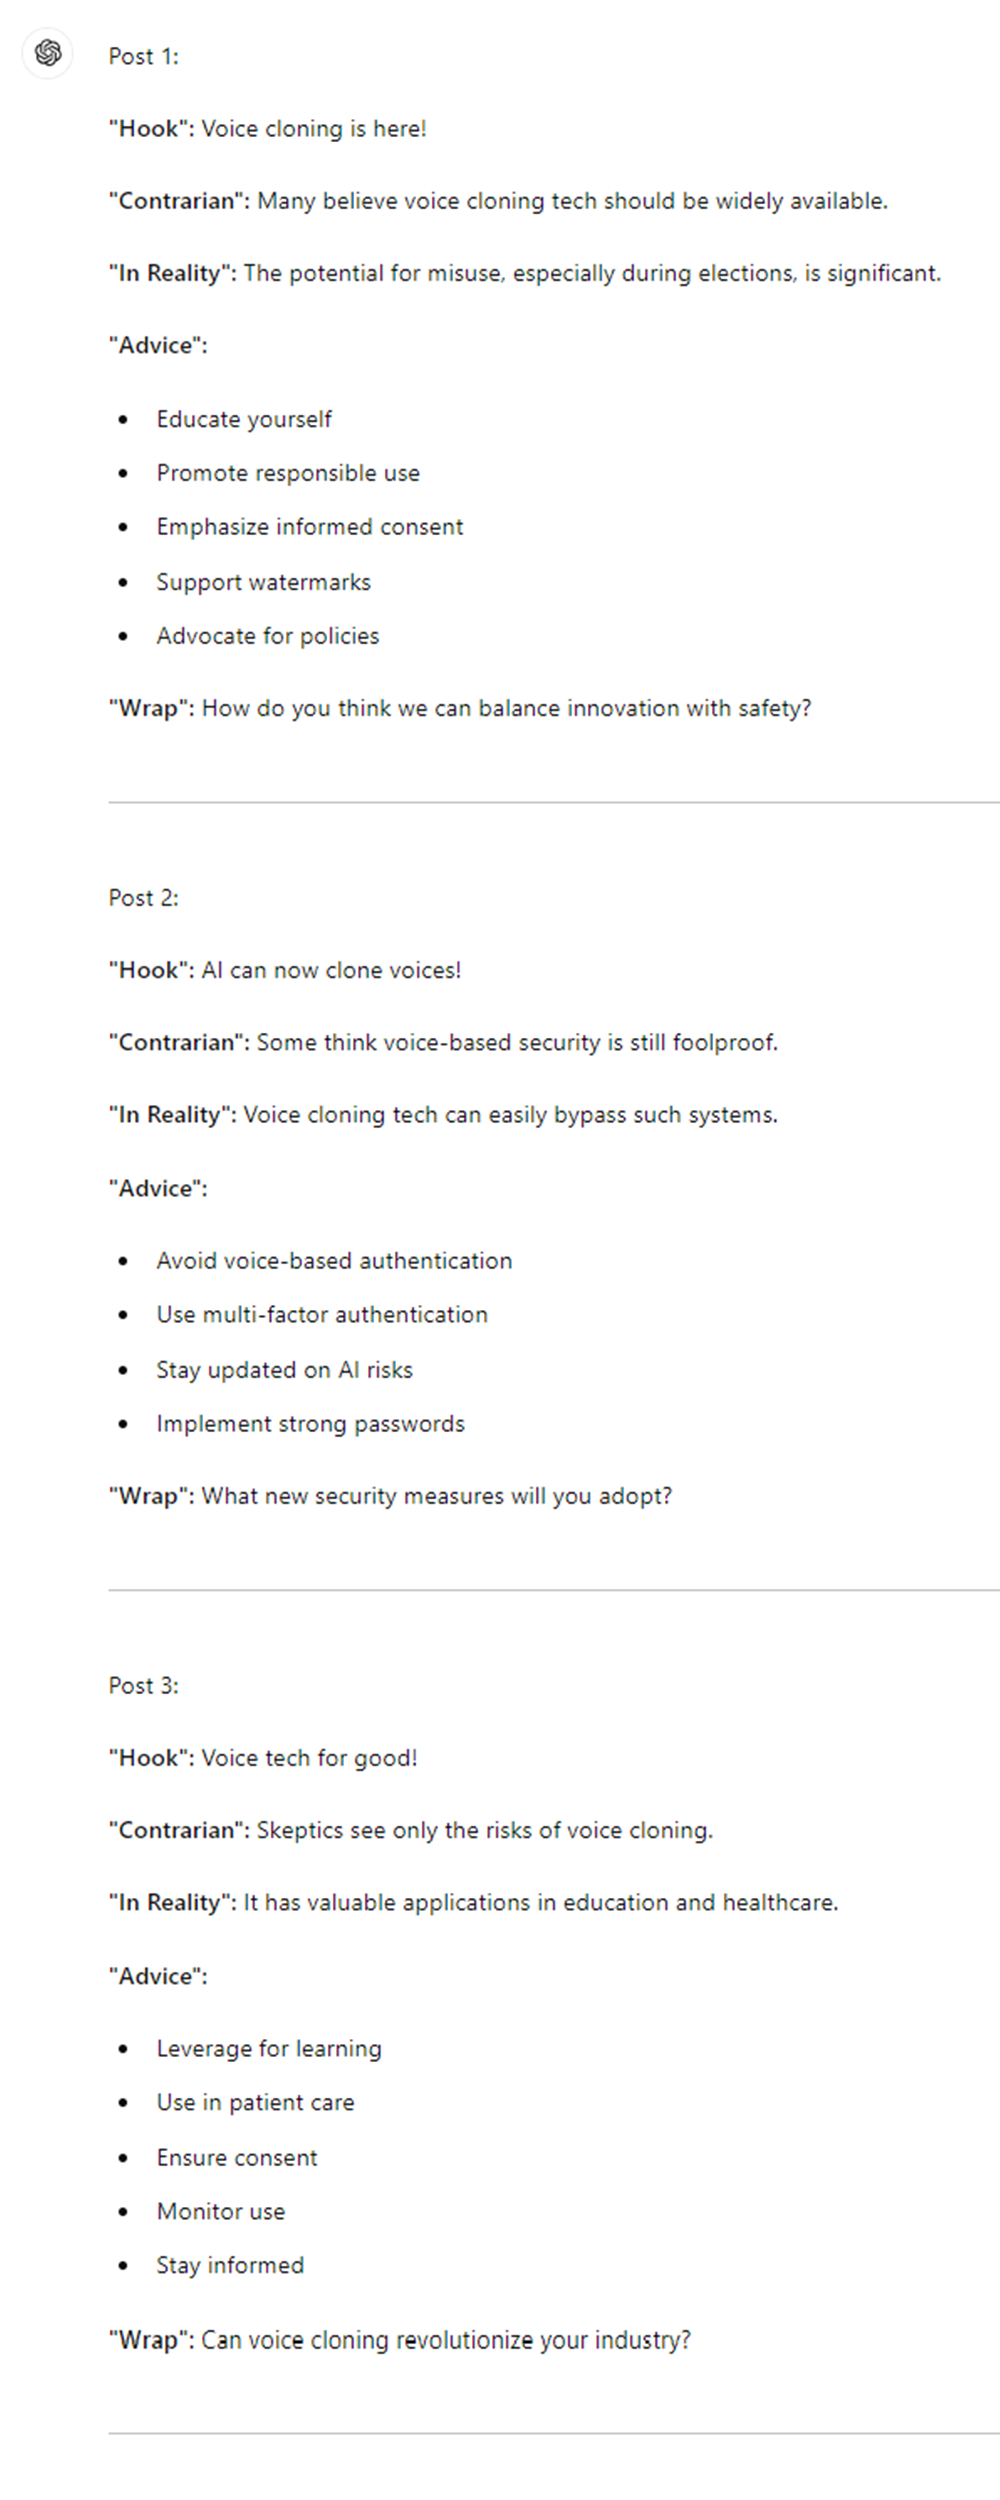 Post 1:
"Hook": Voice cloning is here!
"Contrarian": Many believe voice cloning tech should be widely available.
"In Reality": The potential for misuse, especially during elections, is significant.
"Advice":
• Educate yourself
• Promote responsible use
• Emphasize informed consent
• Support watermarks
• Advocate for policies
"Wrap": How do you think we can balance innovation with safety?
Post 2:
"Hook": AI can now clone voices!
"Contrarian": Some think voice-based security is still foolproof.
"In Reality": Voice cloning tech can easily bypass such systems.
"Advice":
• Avoid voice-based authentication
• Use multi-factor authentication
• Stay updated on AI risks
• Implement strong passwords
"Wrap": What new security measures will you adopt?
Post 3:
"Hook": Voice tech for good!
"Contrarian": Skeptics see only the risks of voice cloning.
"In Reality": It has valuable applications in education and healthcare.
"Advice":
• Leverage for learning
• Use in patient care
• Ensure consent
• Monitor use
• Stay informed
"Wrap": Can voice cloning revolutionize your industry?